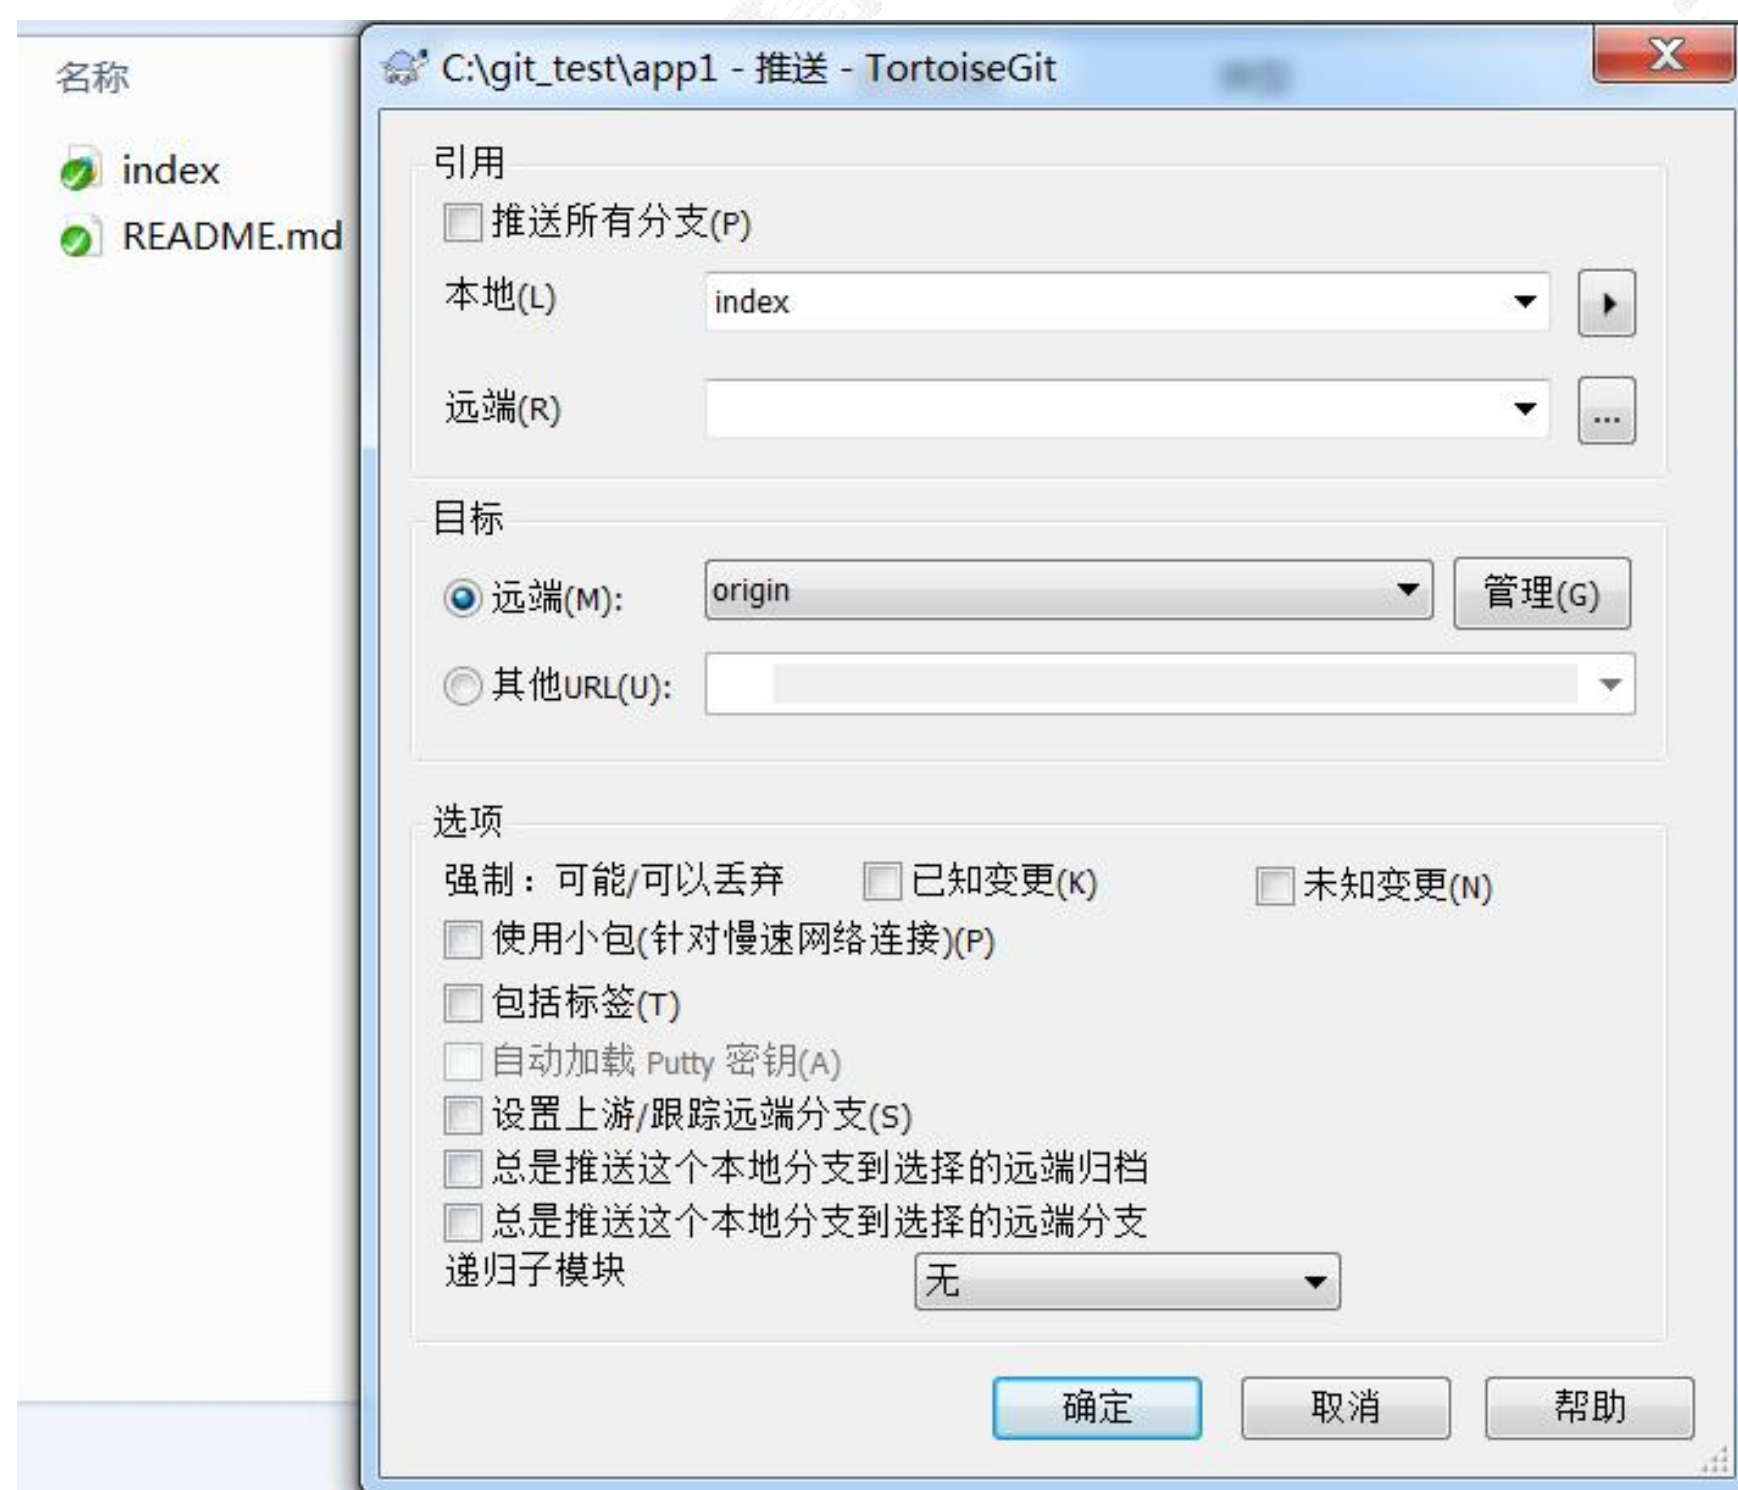 名称
index
README.md
C:\git_test\app1 - 推送 - TortoiseGit
引用
推送所有分支(P)
本地(L)
index
远端(R)
...
目标
远端(M):
origin
管理(G)
其他URL(U):
选项
强制：可能/可以丢弃
已知变更(K)
未知变更(N)
使用小包(针对慢速网络连接)(P)
包括标签(T)
自动加载 Putty 密钥(A)
设置上游/跟踪远端分支(S)
总是推送这个本地分支到选择的远端归档
总是推送这个本地分支到选择的远端分支
递归子模块
无
确定
取消
帮助